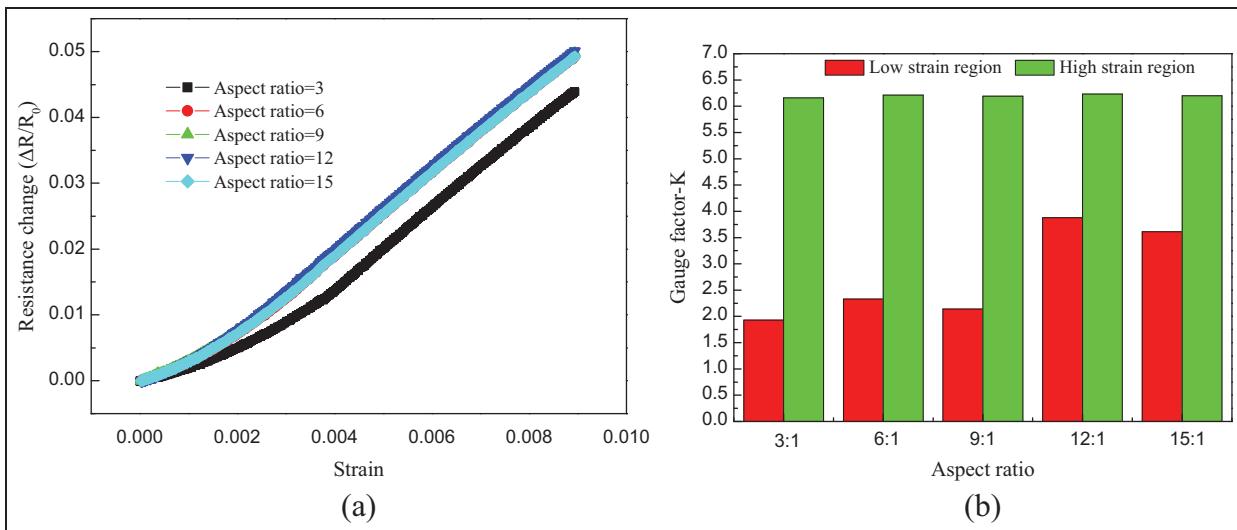 0.05
0.04
0.03
0.02
0.01
0.00
Resistance change (ΔR/R₀)
Aspect ratio=3
Aspect ratio=6
Aspect ratio=9
Aspect ratio=12
Aspect ratio=15
0.000 0.002 0.004 0.006 0.008 0.010
Strain
(a)
7.0
6.5
6.0
5.5
5.0
4.5
4.0
3.5
3.0
2.5
2.0
1.5
1.0
0.5
0.0
Gauge factor-K
Low strain region High strain region
3:1 6:1 9:1 12:1 15:1
Aspect ratio
(b)